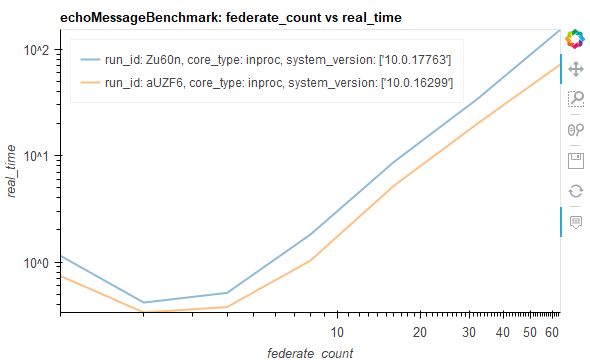 echoMessageBenchmark: federate_count vs real_time
run_id: Zu60n, core_type: inproc, system_version: ['10.0.17763']
run_id: aUZF6, core_type: inproc, system_version: ['10.0.16299']
10^2
10^1
10^0
real_time
10 20 30 40 50 60
federate_count